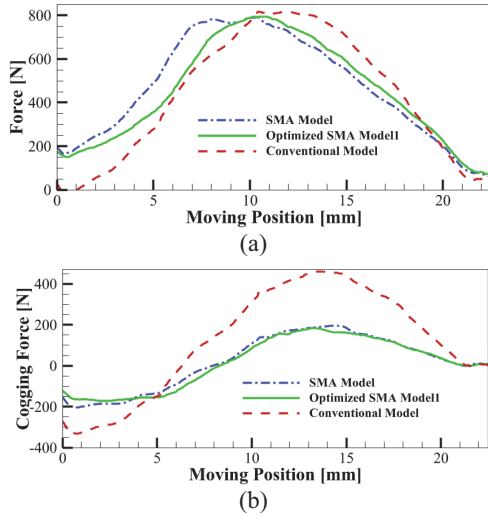 800
600
400
200
0
Force [N]
SMA Model
Optimized SMA Model1
Conventional Model
0 5 10 15 20
Moving Position [mm]
(a)
400
200
0
-200
-400
Cogging Force [N]
SMA Model
Optimized SMA Model1
Conventional Model
0 5 10 15 20
Moving Position [mm]
(b)